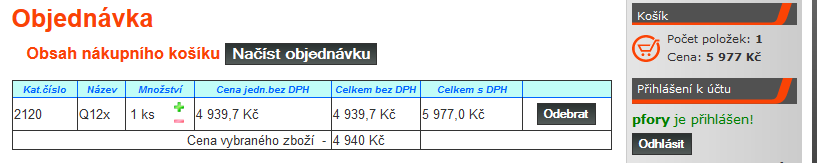 Objednávka
Obsah nákupního košíku Načíst objednávku
Kat.číslo Název Množství Cena jedn.bez DPH Celkem bez DPH Celkem s DPH
2120 Q12x 1 ks 4 939,7 Kč 4 939,7 Kč 5 977,0 Kč Odebrat
Cena vybraného zboží - 4 940 Kč
Košík
Počet položek: 1
Cena: 5 977 Kč
Přihlášení k účtu
pfory je přihlášen!
Odhlásit